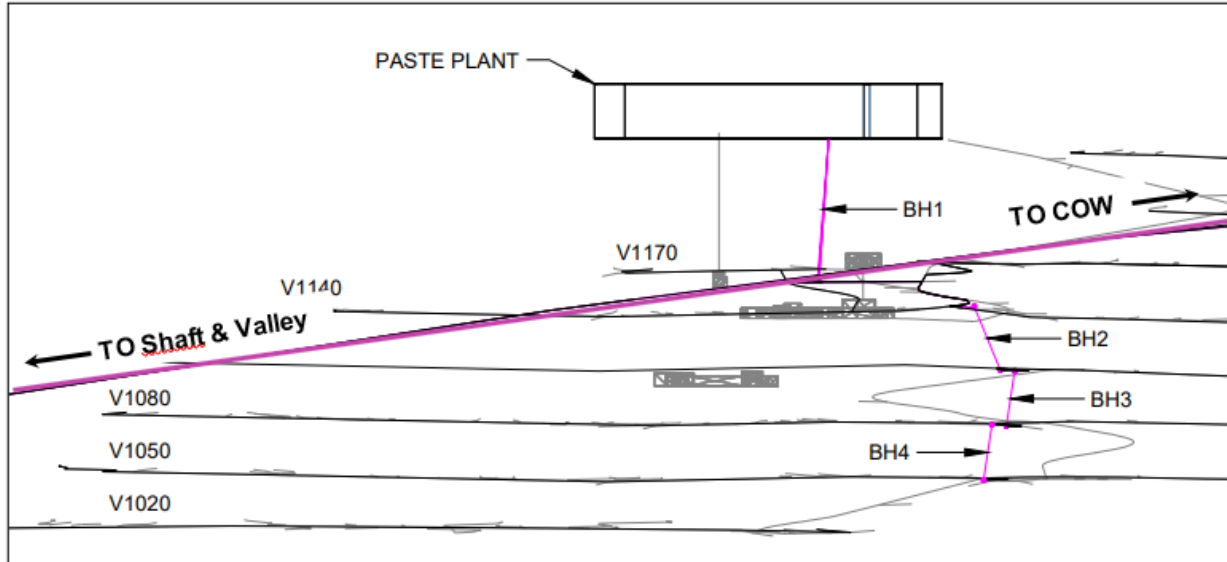 PASTE PLANT
BH1
TO COW
V1170
V1140
TO Shaft & Valley
BH2
V1080
BH3
V1050
BH4
V1020